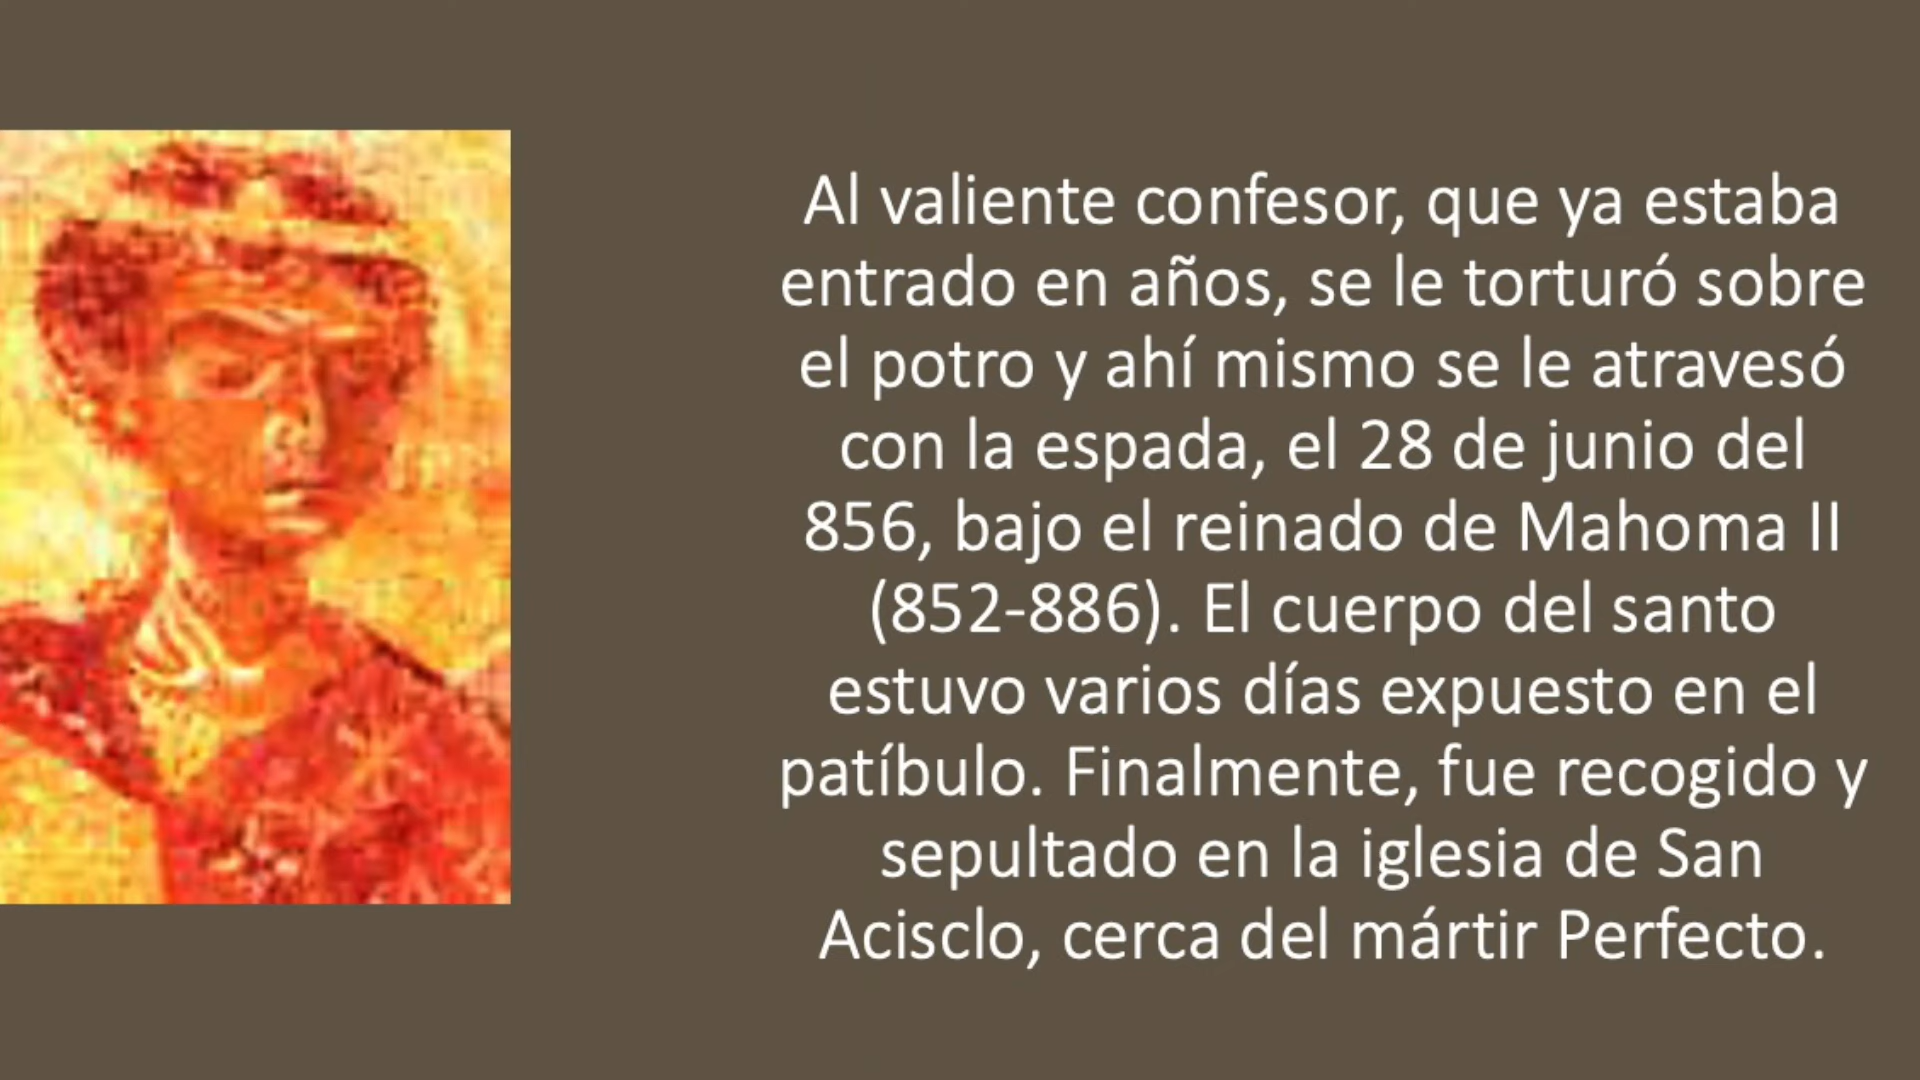 Al valiente confesor, que ya estaba
entrado en años, se le torturó sobre
el potro y ahí mismo se le atravesó
con la espada, el 28 de junio del
856, bajo el reinado de Mahoma II
(852-886). El cuerpo del santo
estuvo varios días expuesto en el
patíbulo. Finalmente, fue recogido y
sepultado en la iglesia de San
Acisclo, cerca del mártir Perfecto.